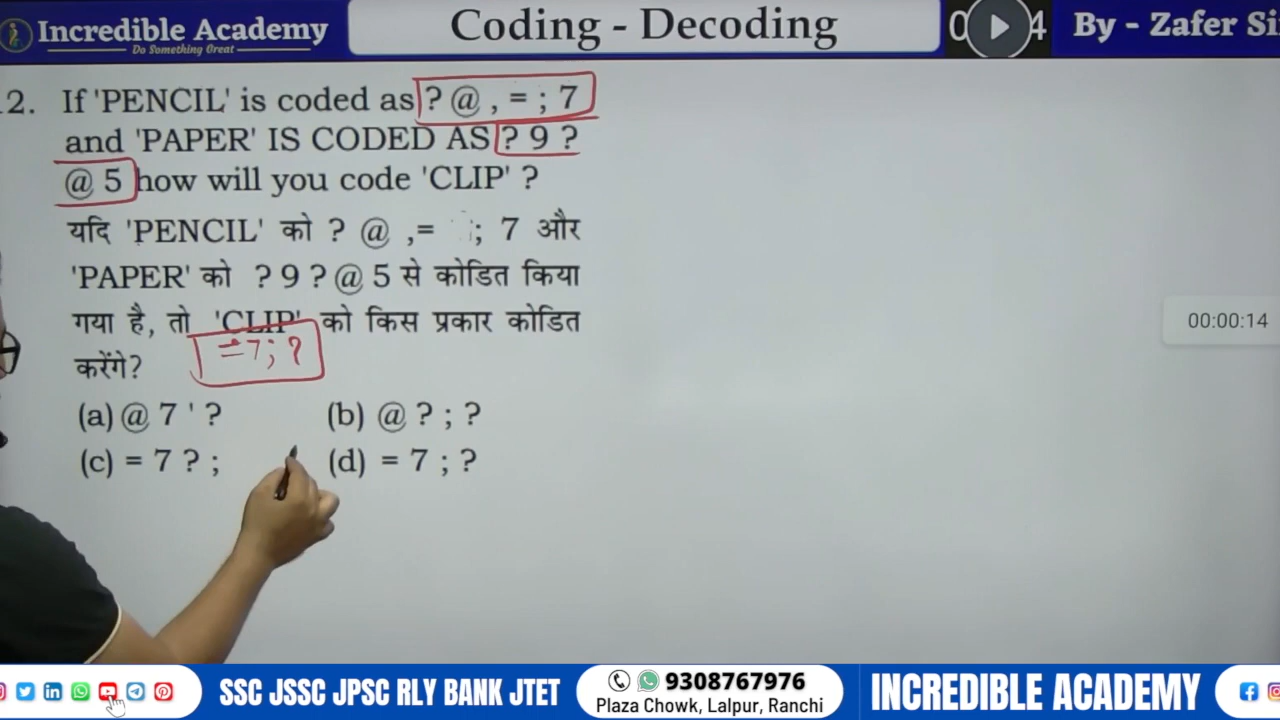 Incredible Academy
Do Something Great
Coding - Decoding
0 4
By - Zafer Si
2. If 'PENCIL' is coded as ? @ , = ; 7
and 'PAPER' IS CODED AS ? 9 ?
@ 5 how will you code 'CLIP' ?
यदि 'PENCIL' को ? @ ,= ; 7 और
'PAPER' को ? 9 ? @ 5 से कोडित किया
गया है, तो 'CLIP' को किस प्रकार कोडित
करेंगे?
= 7 ; ?
(a) @ 7 ' ? (b) @ ? ; ?
(c) = 7 ? ; (d) = 7 ; ?
00:00:14
SSC JSSC JPSC RLY BANK JTET
9308767976
Plaza Chowk, Lalpur, Ranchi
INCREDIBLE ACADEMY